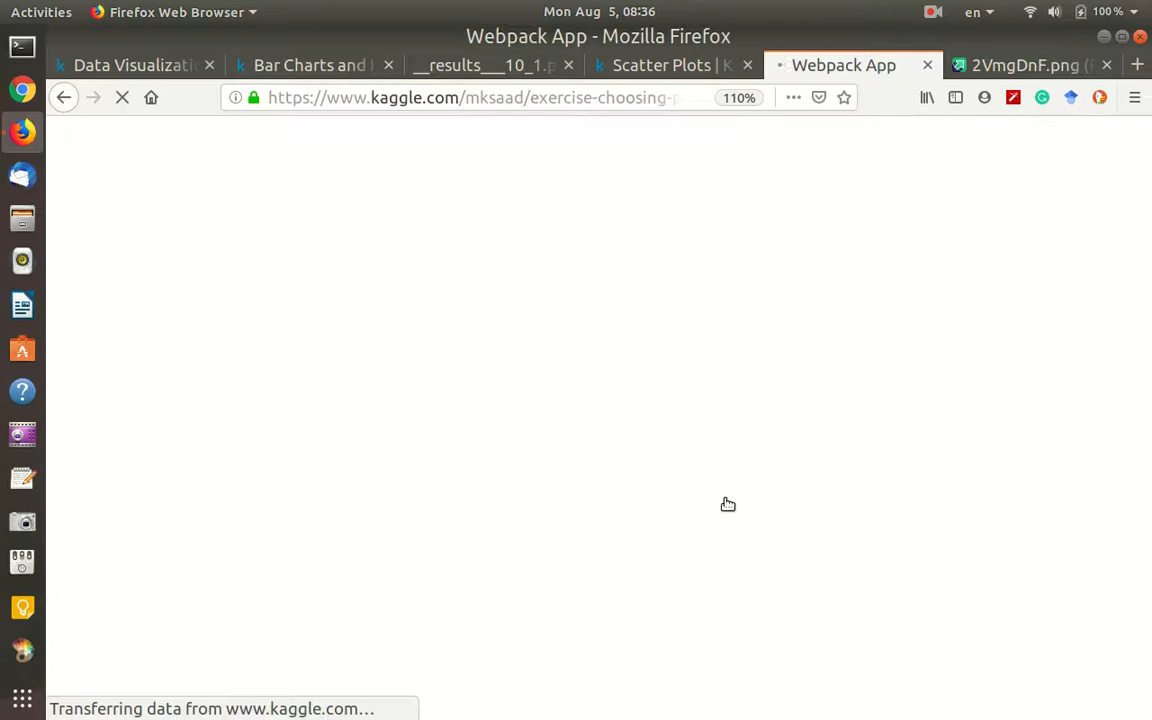 Activities Firefox Web Browser Mon Aug 5, 08:36 en 100 %
Webpack App - Mozilla Firefox
Data Visualizati Bar Charts and __results___10_1.p Scatter Plots | K Webpack App 2VmgDnF.png (
https://www.kaggle.com/mksaad/exercise-choosing- 110%
Transferring data from www.kaggle.com…